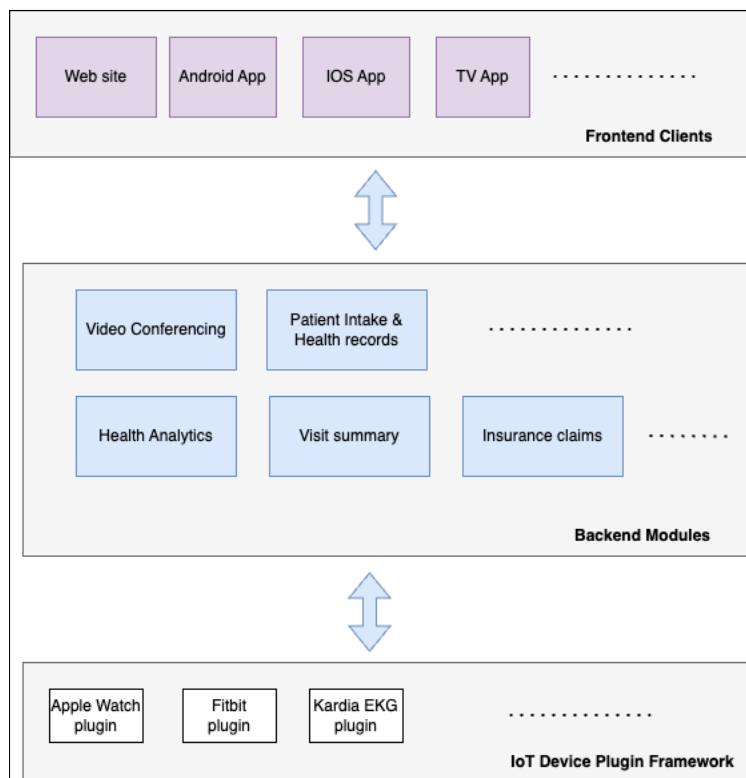 Web site
Android App
IOS App
TV App
Frontend Clients
Video Conferencing
Patient Intake &
Health records
Health Analytics
Visit summary
Insurance claims
Backend Modules
Apple Watch
plugin
Fitbit
plugin
Kardia EKG
plugin
IoT Device Plugin Framework